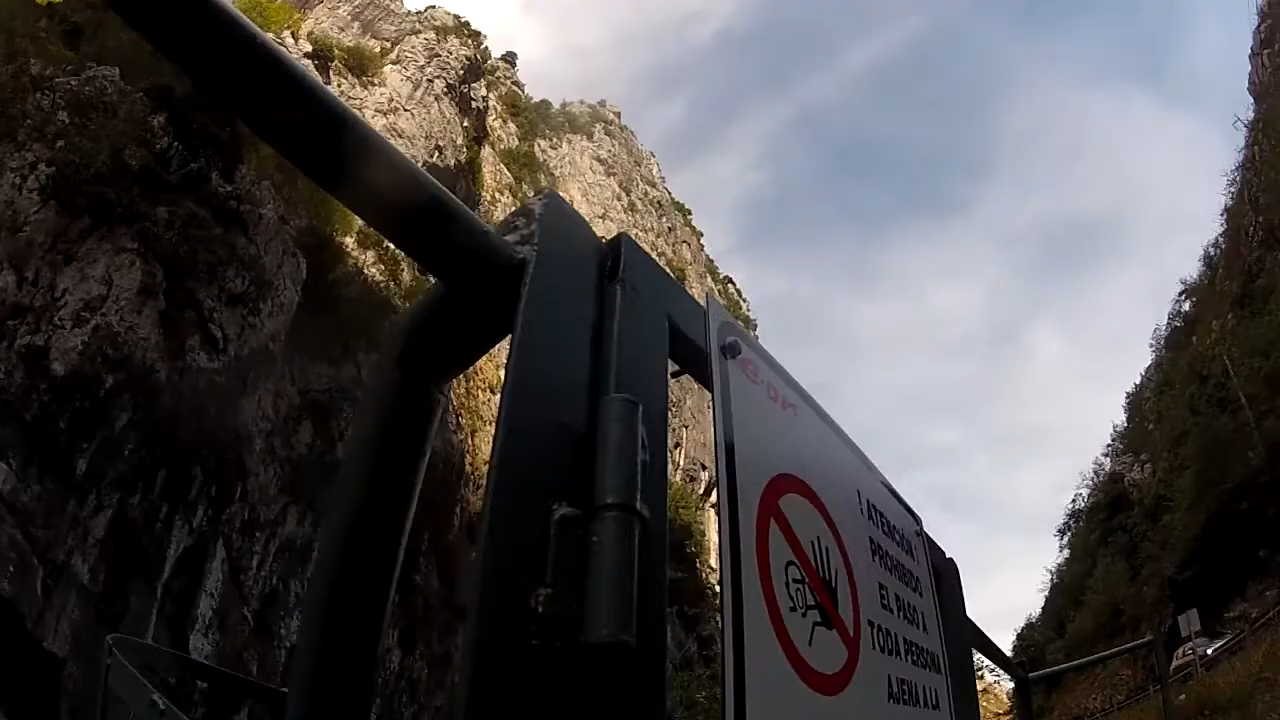 ¡ ATENCIÓN !
PROHIBIDO
EL PASO A
TODA PERSONA
AJENA A LA